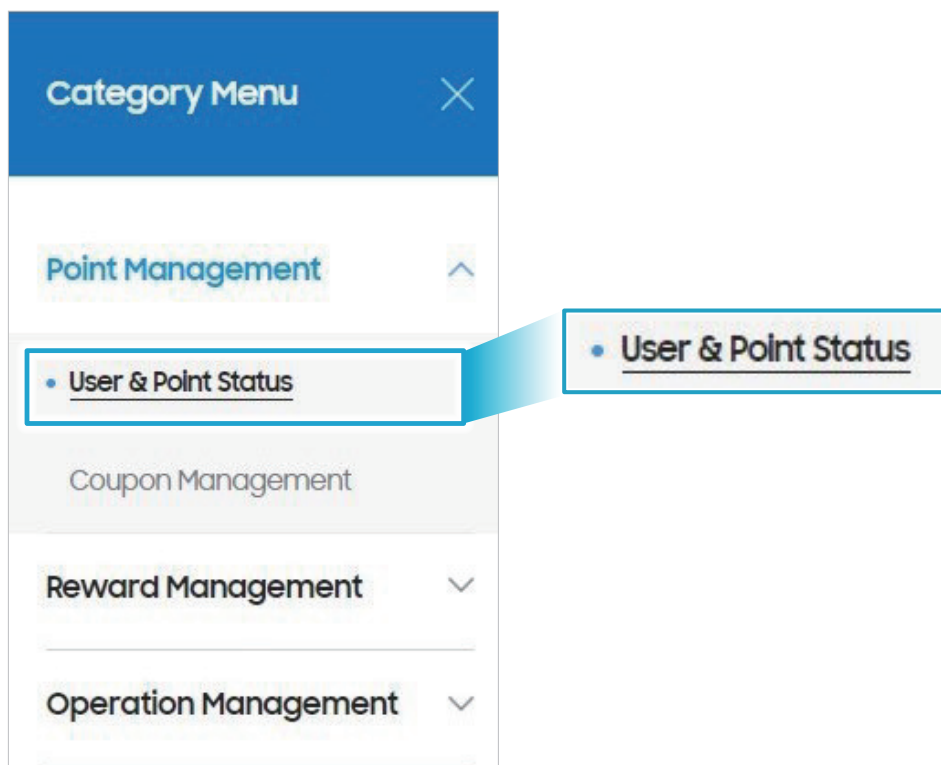 Category Menu
Point Management
User & Point Status
User & Point Status
Coupon Management
Reward Management
Operation Management